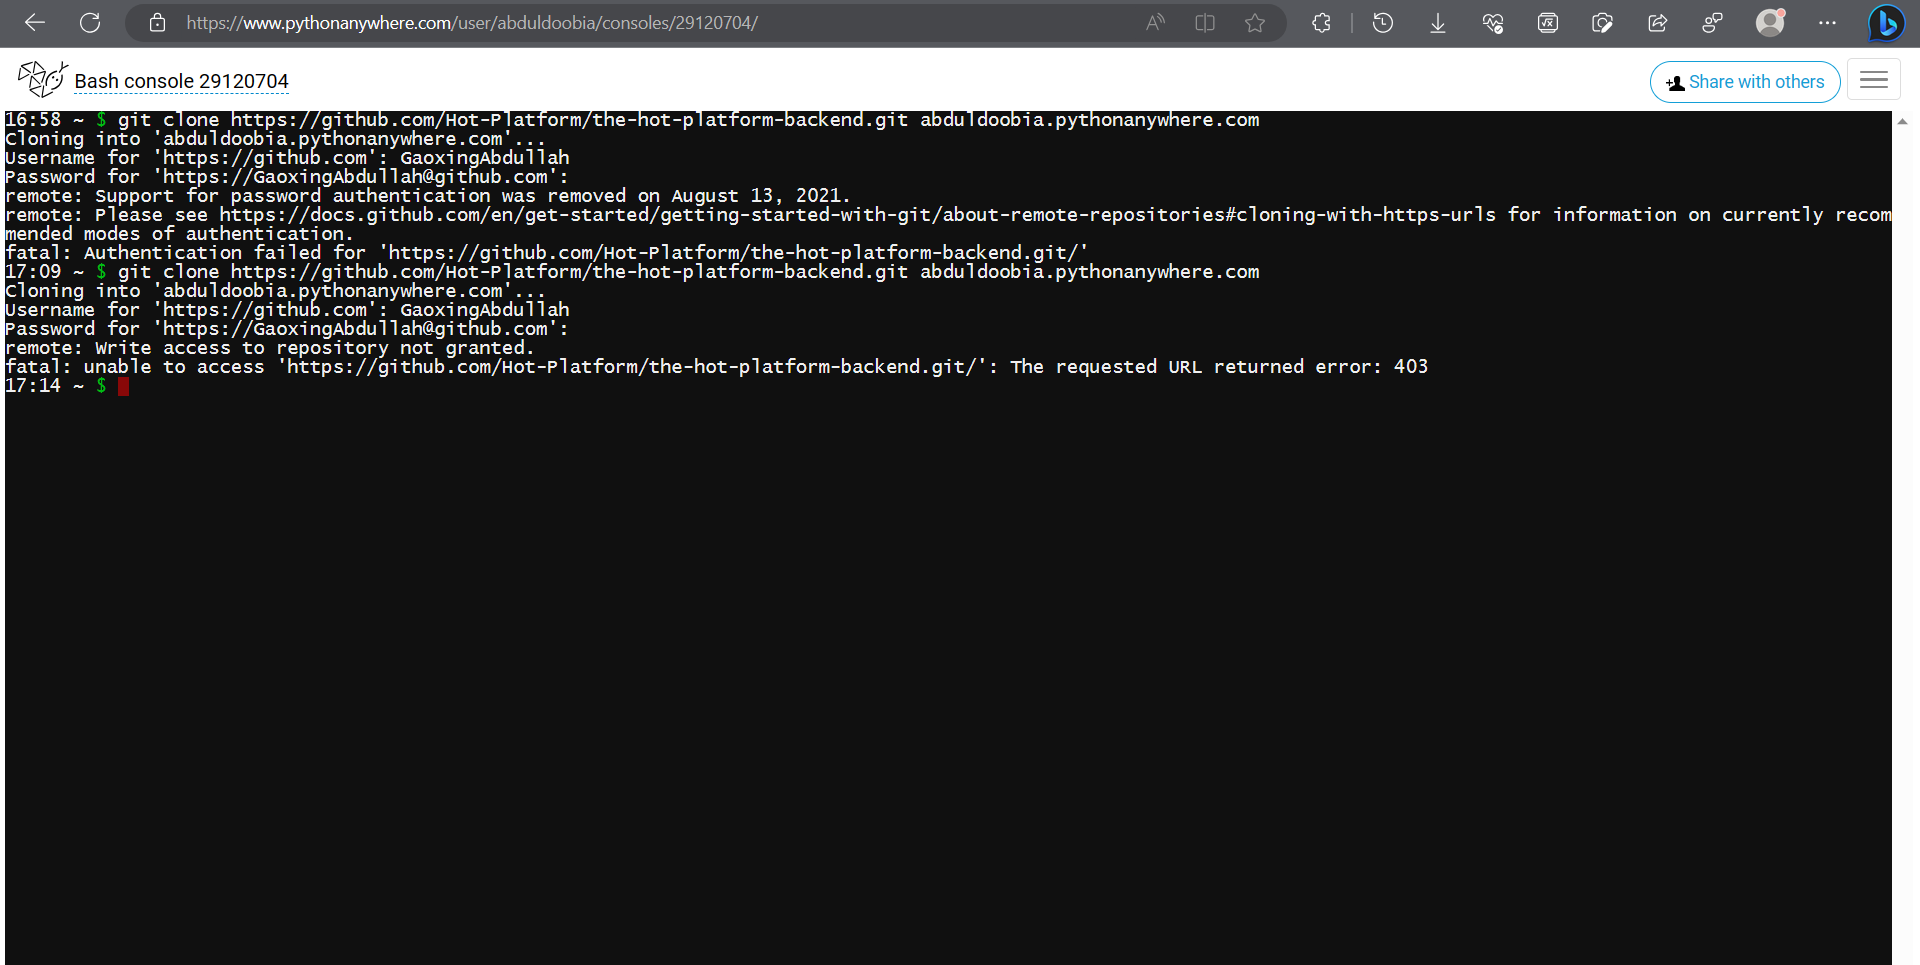 https://www.pythonanywhere.com/user/abduldoobia/consoles/29120704/
Bash console 29120704
Share with others
16:58 ~ $ git clone https://github.com/Hot-Platform/the-hot-platform-backend.git abduldoobia.pythonanywhere.com
Cloning into 'abduldoobia.pythonanywhere.com'...
Username for 'https://github.com': GaoxingAbdullah
Password for 'https://GaoxingAbdullah@github.com':
remote: Support for password authentication was removed on August 13, 2021.
remote: Please see https://docs.github.com/en/get-started/getting-started-with-git/about-remote-repositories#cloning-with-https-urls for information on currently recom
mended modes of authentication.
fatal: Authentication failed for 'https://github.com/Hot-Platform/the-hot-platform-backend.git/'
17:09 ~ $ git clone https://github.com/Hot-Platform/the-hot-platform-backend.git abduldoobia.pythonanywhere.com
Cloning into 'abduldoobia.pythonanywhere.com'...
Username for 'https://github.com': GaoxingAbdullah
Password for 'https://GaoxingAbdullah@github.com':
remote: Write access to repository not granted.
fatal: unable to access 'https://github.com/Hot-Platform/the-hot-platform-backend.git/': The requested URL returned error: 403
17:14 ~ $